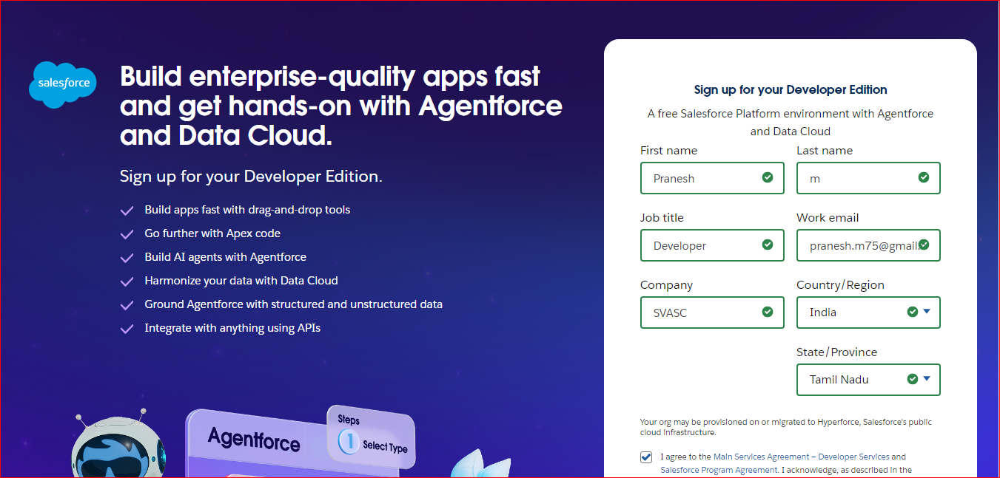 salesforce
Build enterprise-quality apps fast
and get hands-on with Agentforce
and Data Cloud.
Sign up for your Developer Edition.
Build apps fast with drag-and-drop tools
Go further with Apex code
Build AI agents with Agentforce
Harmonize your data with Data Cloud
Ground Agentforce with structured and unstructured data
Integrate with anything using APIs
Agentforce
Steps
1 Select Type
Sign up for your Developer Edition
A free Salesforce Platform environment with Agentforce
and Data Cloud
First name Last name
Pranesh m
Job title Work email
Developer pranesh.m75@gmail.
Company Country/Region
SVASC India
State/Province
Tamil Nadu
Your org may be provisioned on or migrated to Hyperforce, Salesforce's public
cloud infrastructure.
I agree to the Main Services Agreement – Developer Services and
Salesforce Program Agreement. I acknowledge, as described in the